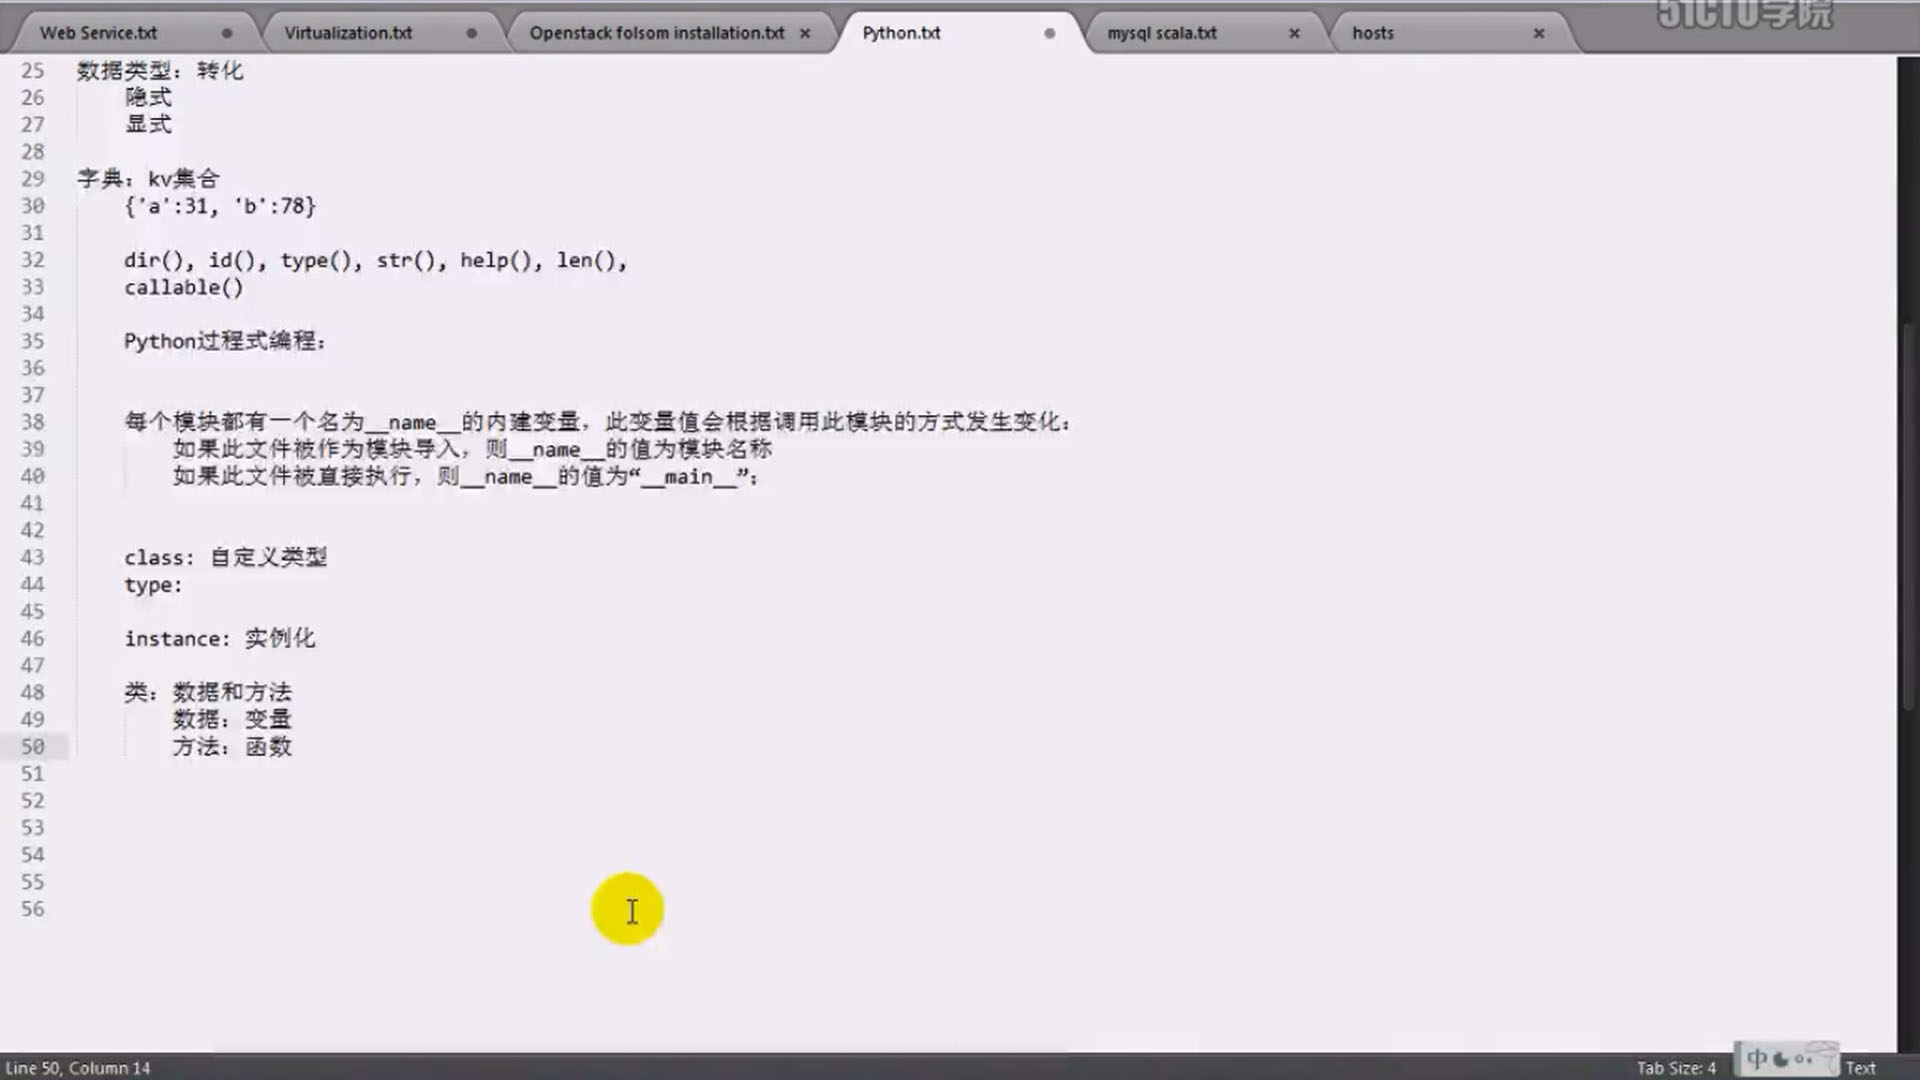 51CTO学院
Web Service.txt Virtualization.txt Openstack folsom installation.txt Python.txt mysql scala.txt hosts
25 数据类型：转化
26 隐式
27 显式
28
29 字典：kv集合
30 {'a':31, 'b':78}
31
32 dir(), id(), type(), str(), help(), len(),
33 callable()
34
35 Python过程式编程：
36
37
38 每个模块都有一个名为__name__的内建变量，此变量值会根据调用此模块的方式发生变化：
39 如果此文件被作为模块导入，则__name__的值为模块名称
40 如果此文件被直接执行，则__name__的值为“__main__”；
41
42
43 class: 自定义类型
44 type:
45
46 instance: 实例化
47
48 类：数据和方法
49 数据：变量
50 方法：函数
51
52
53
54
55
56
Line 50, Column 14 Tab Size: 4 中 Text